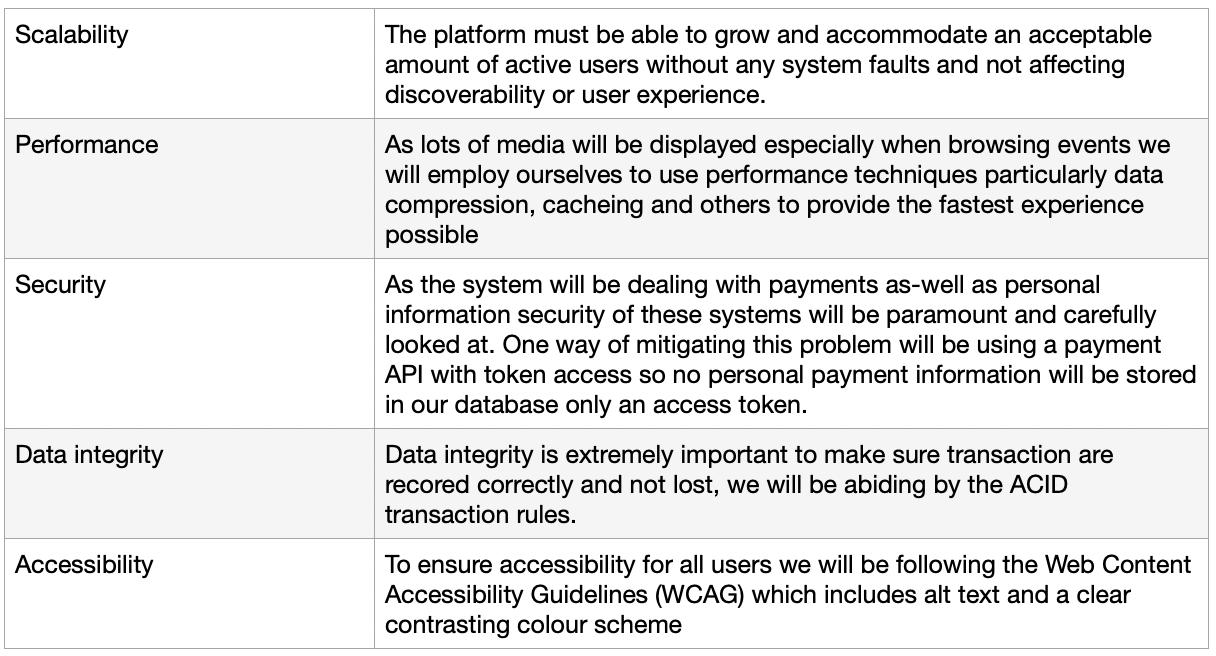 Scalability
The platform must be able to grow and accommodate an acceptable
amount of active users without any system faults and not affecting
discoverability or user experience.
Performance
As lots of media will be displayed especially when browsing events we
will employ ourselves to use performance techniques particularly data
compression, cacheing and others to provide the fastest experience
possible
Security
As the system will be dealing with payments as-well as personal
information security of these systems will be paramount and carefully
looked at. One way of mitigating this problem will be using a payment
API with token access so no personal payment information will be stored
in our database only an access token.
Data integrity
Data integrity is extremely important to make sure transaction are
recored correctly and not lost, we will be abiding by the ACID
transaction rules.
Accessibility
To ensure accessibility for all users we will be following the Web Content
Accessibility Guidelines (WCAG) which includes alt text and a clear
contrasting colour scheme